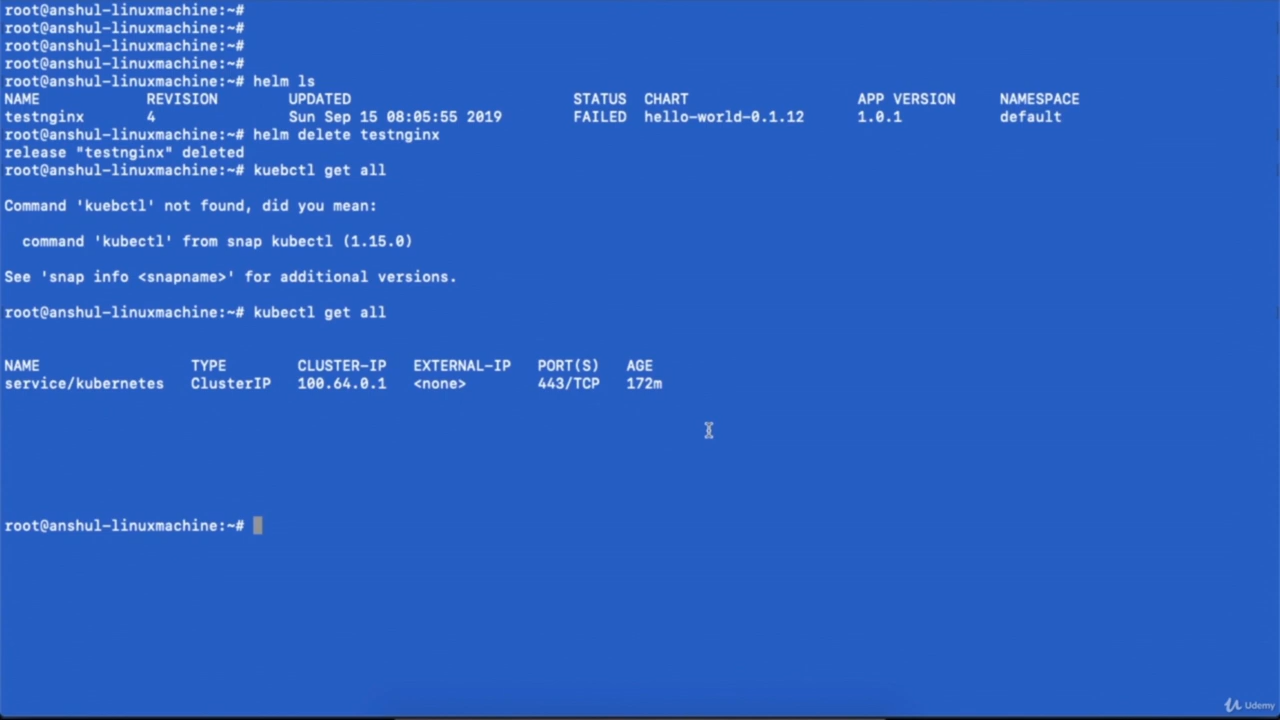 root@anshul-linuxmachine:~#
root@anshul-linuxmachine:~#
root@anshul-linuxmachine:~#
root@anshul-linuxmachine:~#
root@anshul-linuxmachine:~# helm ls
NAME REVISION UPDATED STATUS CHART APP VERSION NAMESPACE
testnginx 4 Sun Sep 15 08:05:55 2019 FAILED hello-world-0.1.12 1.0.1 default
root@anshul-linuxmachine:~# helm delete testnginx
release "testnginx" deleted
root@anshul-linuxmachine:~# kuebctl get all
Command 'kuebctl' not found, did you mean:
command 'kubectl' from snap kubectl (1.15.0)
See 'snap info <snapname>' for additional versions.
root@anshul-linuxmachine:~# kubectl get all
NAME TYPE CLUSTER-IP EXTERNAL-IP PORT(S) AGE
service/kubernetes ClusterIP 100.64.0.1 <none> 443/TCP 172m
root@anshul-linuxmachine:~#
Udemy